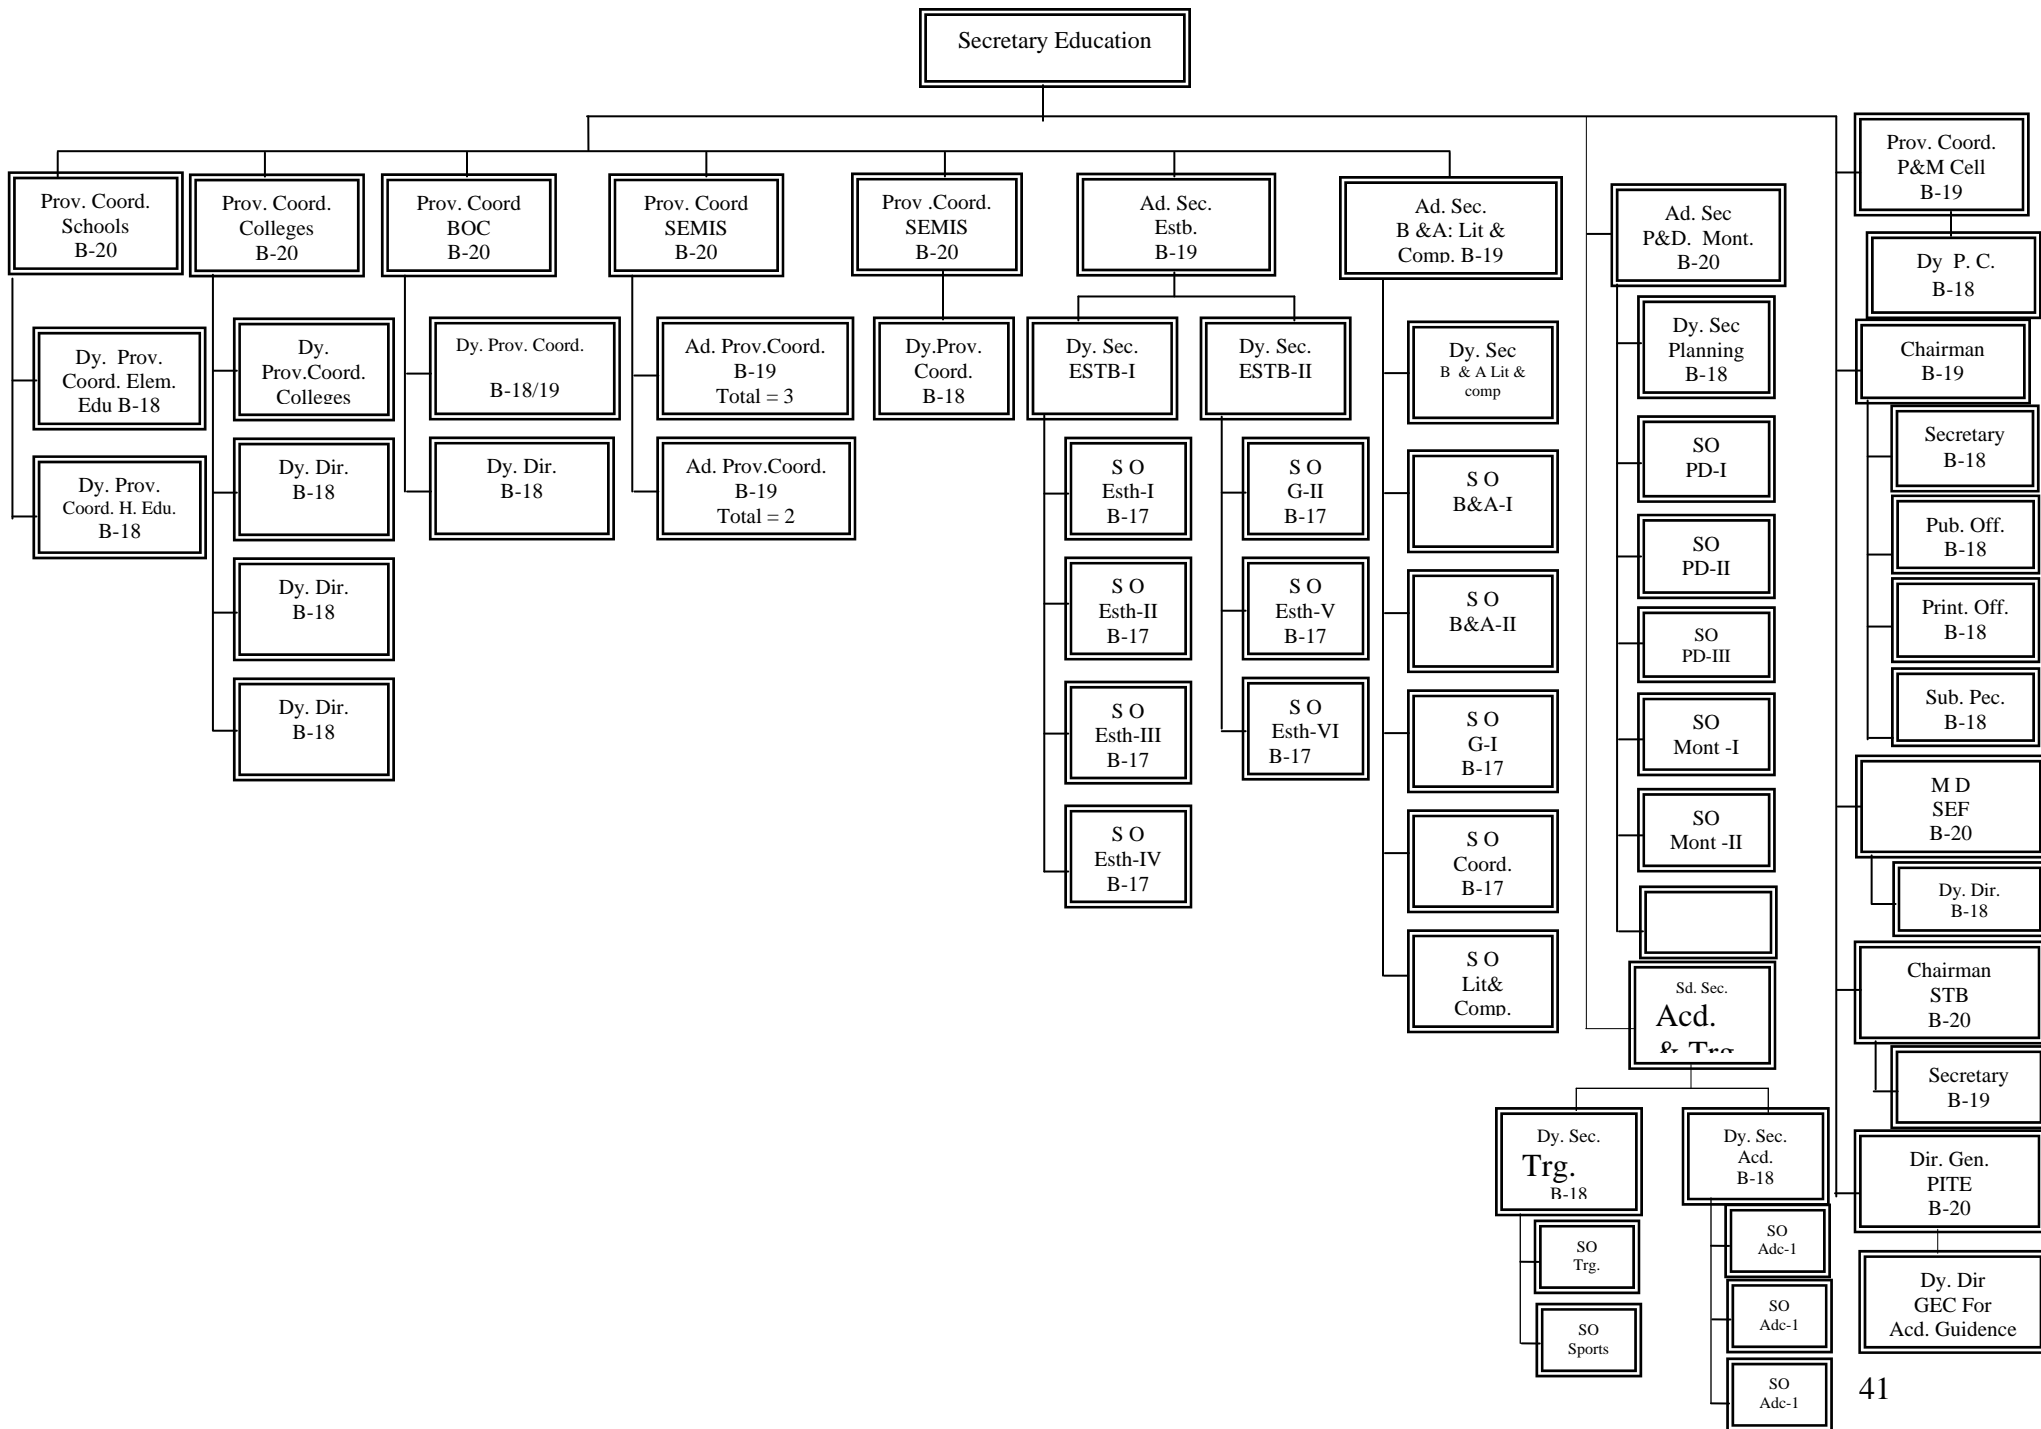 Secretary Education
Prov. Coord.
Schools
B-20
Prov. Coord.
Colleges
B-20
Prov. Coord
BOC
B-20
Prov. Coord
SEMIS
B-20
Prov .Coord.
SEMIS
B-20
Ad. Sec.
Estb.
B-19
Ad. Sec.
B &A: Lit &
Comp. B-19
Ad. Sec
P&D. Mont.
B-20
Prov. Coord.
P&M Cell
B-19
Dy P. C.
B-18
Dy. Prov.
Coord. Elem.
Edu B-18
Dy. Prov.
Coord. H. Edu.
B-18
Dy.
Prov.Coord.
Colleges
Dy. Dir.
B-18
Dy. Dir.
B-18
Dy. Dir.
B-18
Dy. Prov. Coord.
B-18/19
Dy. Dir.
B-18
Ad. Prov.Coord.
B-19
Total = 3
Ad. Prov.Coord.
B-19
Total = 2
Dy.Prov.
Coord.
B-18
Dy. Sec.
ESTB-I
S O
Esth-I
B-17
S O
Esth-II
B-17
S O
Esth-III
B-17
S O
Esth-IV
B-17
Dy. Sec.
ESTB-II
S O
G-II
B-17
S O
Esth-V
B-17
S O
Esth-VI
B-17
Dy. Sec
B & A Lit &
comp
S O
B&A-I
S O
B&A-II
S O
G-I
B-17
S O
Coord.
B-17
S O
Lit&
Comp.
Dy. Sec
Planning
B-18
SO
PD-I
SO
PD-II
SO
PD-III
SO
Mont -I
SO
Mont -II
Sd. Sec.
Acd.
& Trg
Dy. Sec.
Trg.
B-18
SO
Trg.
SO
Sports
Dy. Sec.
Acd.
B-18
SO
Adc-1
SO
Adc-1
SO
Adc-1
Chairman
B-19
Secretary
B-18
Pub. Off.
B-18
Print. Off.
B-18
Sub. Pec.
B-18
M D
SEF
B-20
Dy. Dir.
B-18
Chairman
STB
B-20
Secretary
B-19
Dir. Gen.
PITE
B-20
Dy. Dir
GEC For
Acd. Guidence
41